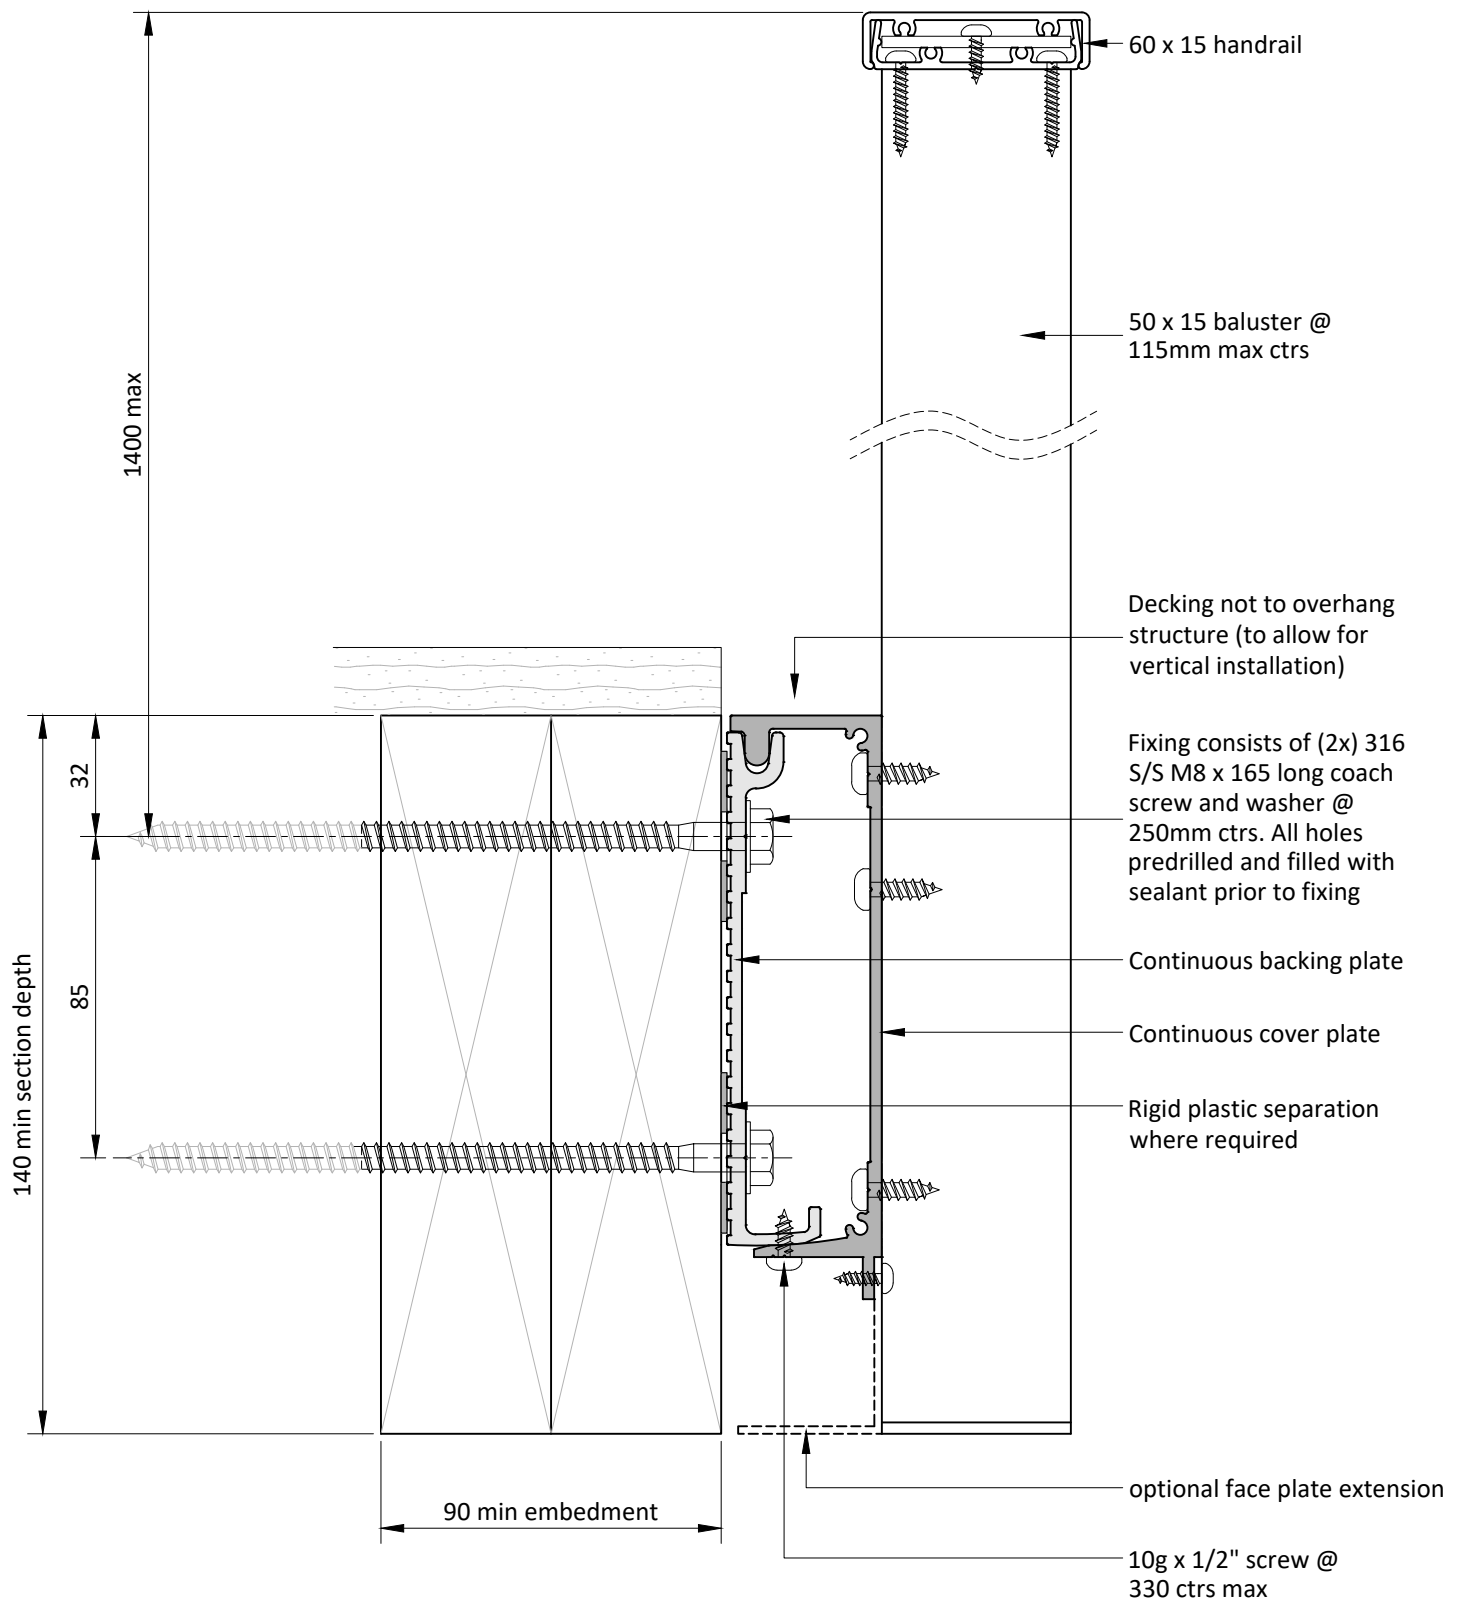 60 x 15 handrail
50 x 15 baluster @
115mm max ctrs
1400 max
Decking not to overhang
structure (to allow for
vertical installation)
32
Fixing consists of (2x) 316
S/S M8 x 165 long coach
screw and washer @
250mm ctrs. All holes
predrilled and filled with
sealant prior to fixing
85
Continuous backing plate
140 min section depth
Continuous cover plate
Rigid plastic separation
where required
optional face plate extension
90 min embedment
10g x 1/2" screw @
330 ctrs max